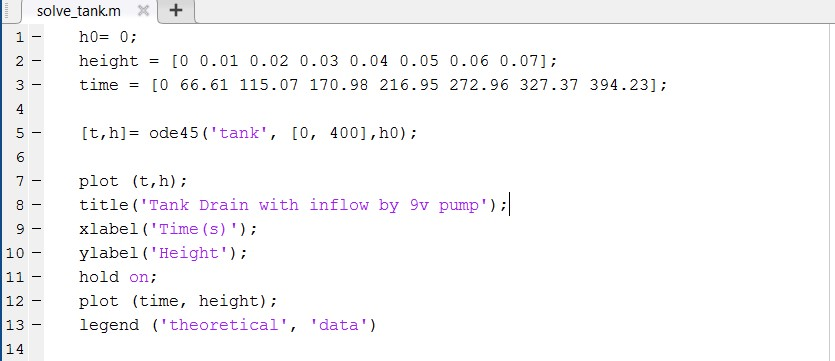 solve_tank.m
1 h0= 0;
2 height = [0 0.01 0.02 0.03 0.04 0.05 0.06 0.07];
3 time = [0 66.61 115.07 170.98 216.95 272.96 327.37 394.23];
4
5 [t,h]= ode45('tank', [0, 400],h0);
6
7 plot (t,h);
8 title('Tank Drain with inflow by 9v pump');
9 xlabel('Time(s)');
10 ylabel('Height');
11 hold on;
12 plot (time, height);
13 legend ('theoretical', 'data')
14